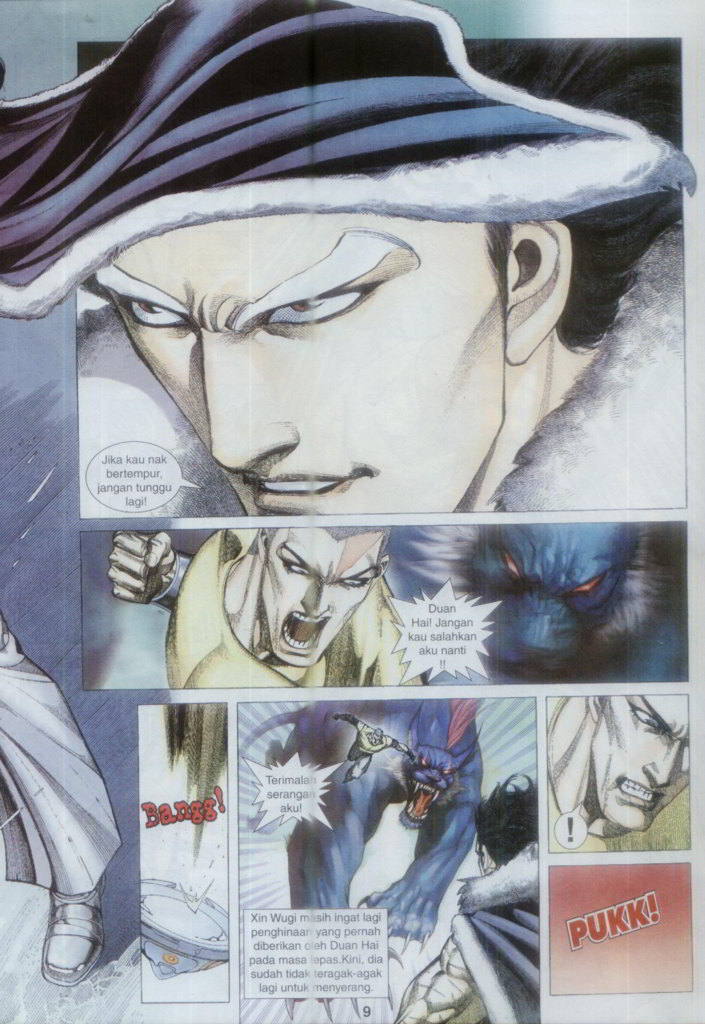 Jika kau nak
bertempur,
jangan tunggu
lagi!
Duan
Hai! Jangan
kau salahkan
aku nanti
!!
Bangg!
Terimalah
serangan
aku!
!
PUKK!
Xin Wugi masih ingat lagi
penghinaan yang pernah
diberikan oleh Duan Hai
pada masa lepas.Kini, dia
sudah tidak teragak-agak
lagi untuk menyerang.
9